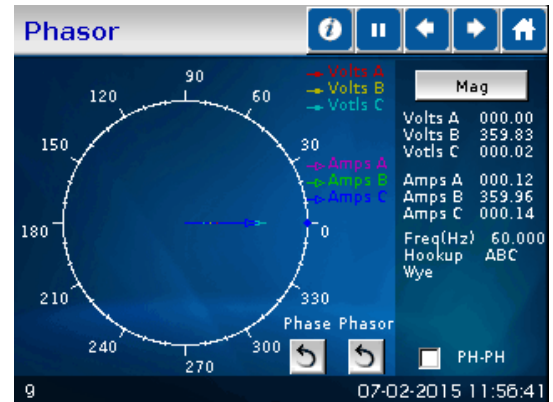 Phasor
Volts A
Volts B
Votls C
Amps A
Amps B
Amps C
90
60
30
0
330
300
270
240
210
180
150
120
Phase Phasor
Mag
Volts A 000.00
Volts B 359.83
Votls C 000.02
Amps A 000.12
Amps B 359.96
Amps C 000.14
Freq(Hz) 60.000
Hookup ABC
Wye
PH-PH
9
07-02-2015 11:56:41